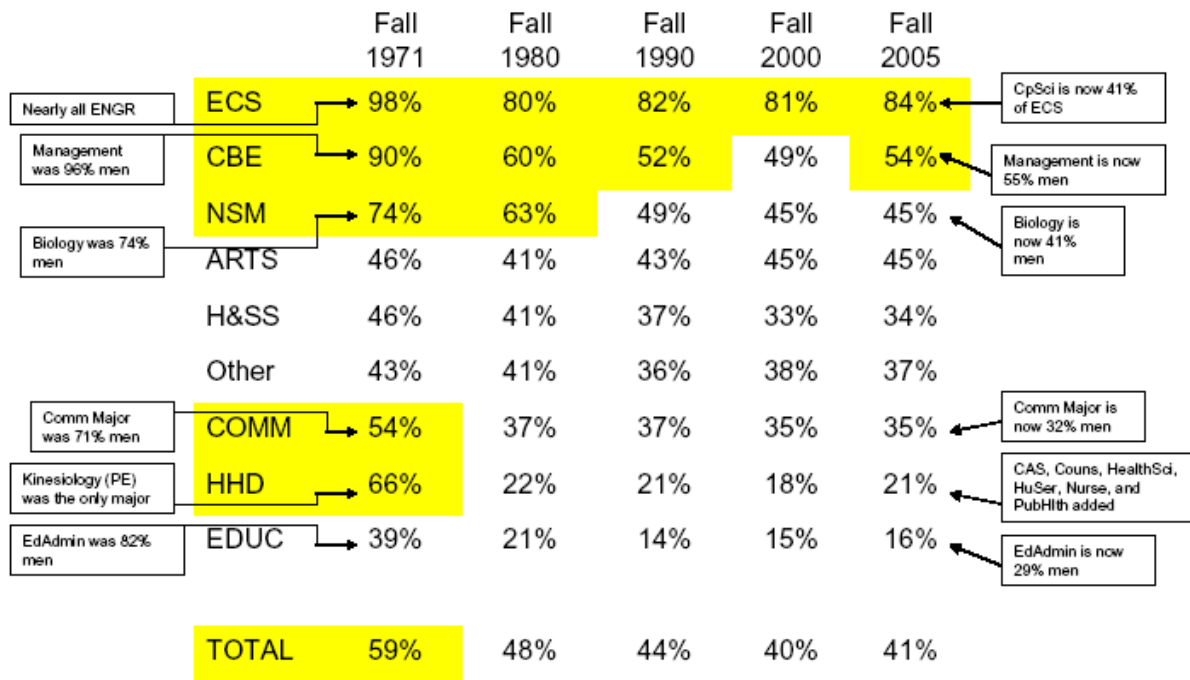 Fall Fall Fall Fall Fall
1971 1980 1990 2000 2005
Nearly all ENGR
ECS 98% 80% 82% 81% 84%
CpSci is now 41%
of ECS
Management
was 96% men
CBE 90% 60% 52% 49% 54%
Management is now
55% men
NSM 74% 63% 49% 45% 45%
Biology is
now 41%
men
Biology was 74%
men
ARTS 46% 41% 43% 45% 45%
H&SS 46% 41% 37% 33% 34%
Other 43% 41% 36% 38% 37%
Comm Major
was 71% men
COMM 54% 37% 37% 35% 35%
Comm Major is
now 32% men
Kinesiology (PE)
was the only major
HHD 66% 22% 21% 18% 21%
CAS, Couns, HealthSci,
HuSer, Nurse, and
PubHlth added
EdAdmin was 82%
men
EDUC 39% 21% 14% 15% 16%
EdAdmin is now
29% men
TOTAL 59% 48% 44% 40% 41%